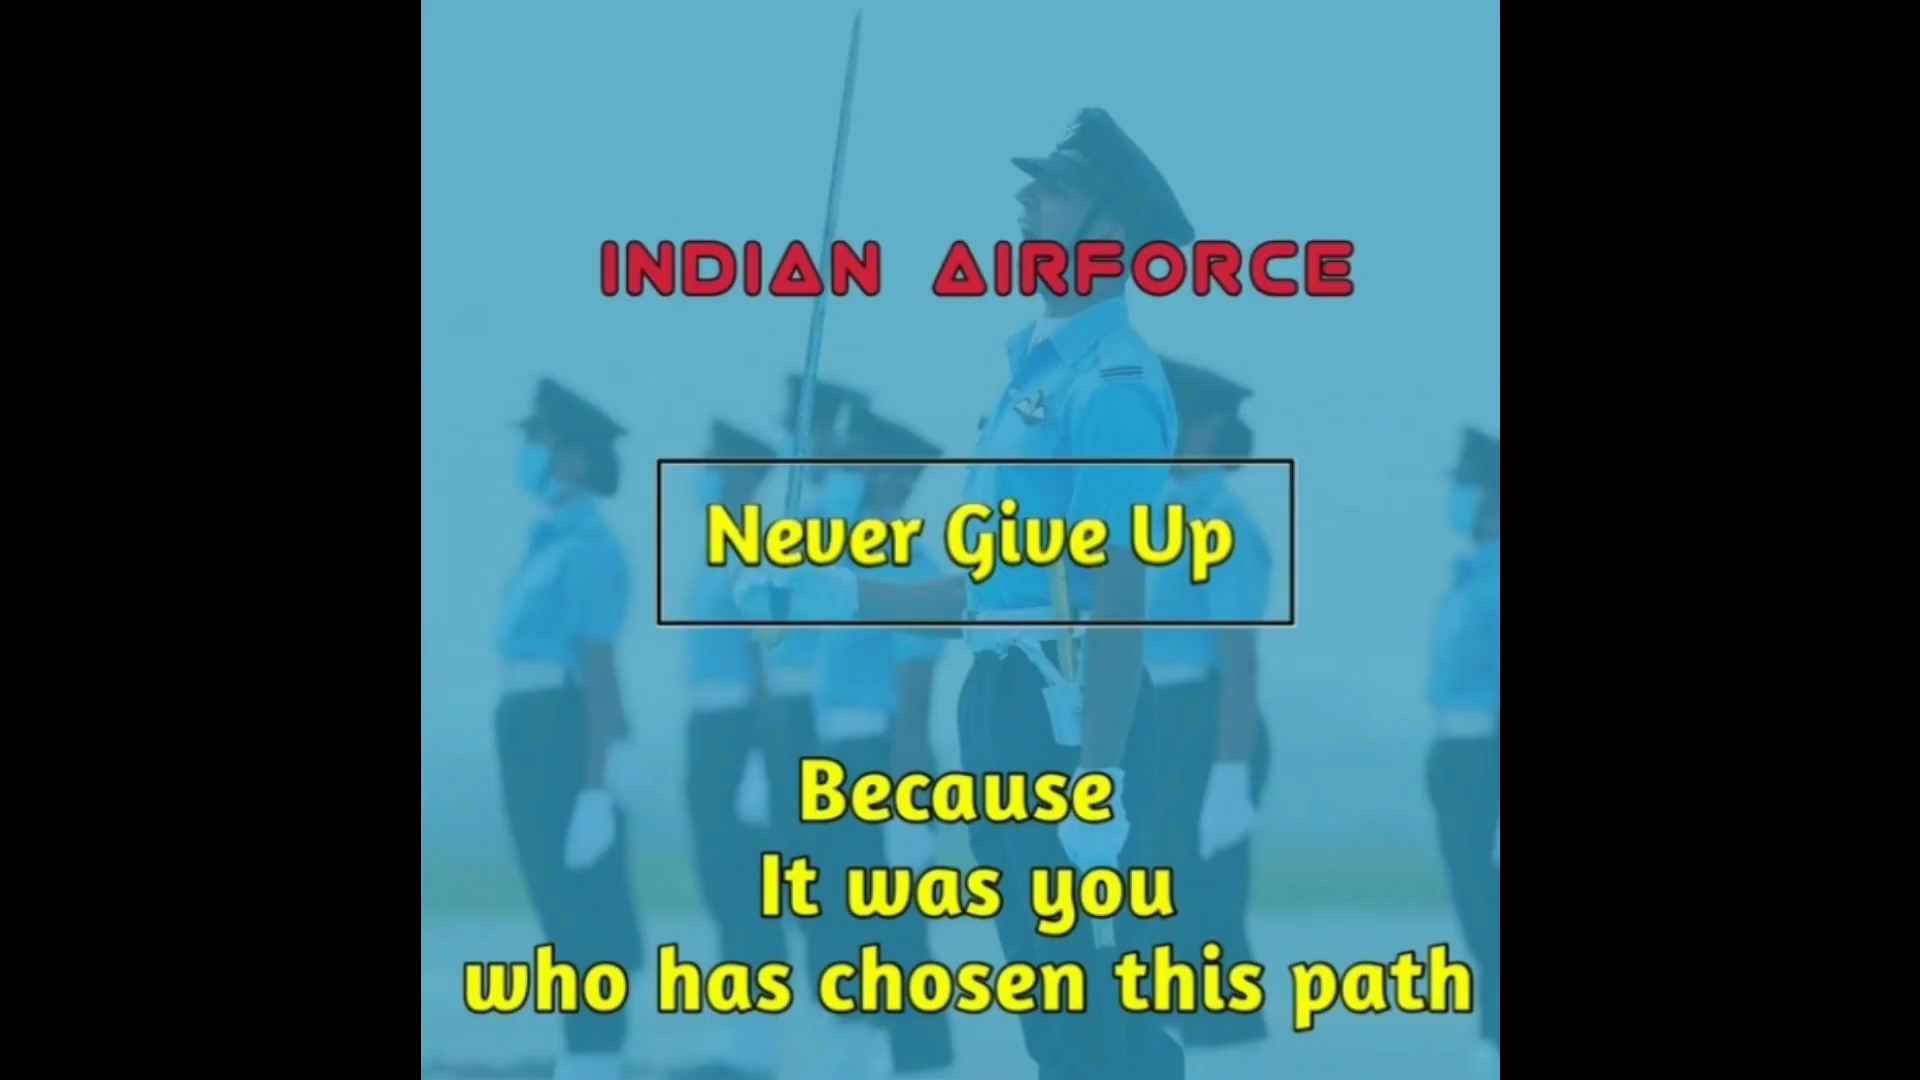 INDIAN AIRFORCE
Never Give Up
Because
It was you
who has chosen this path